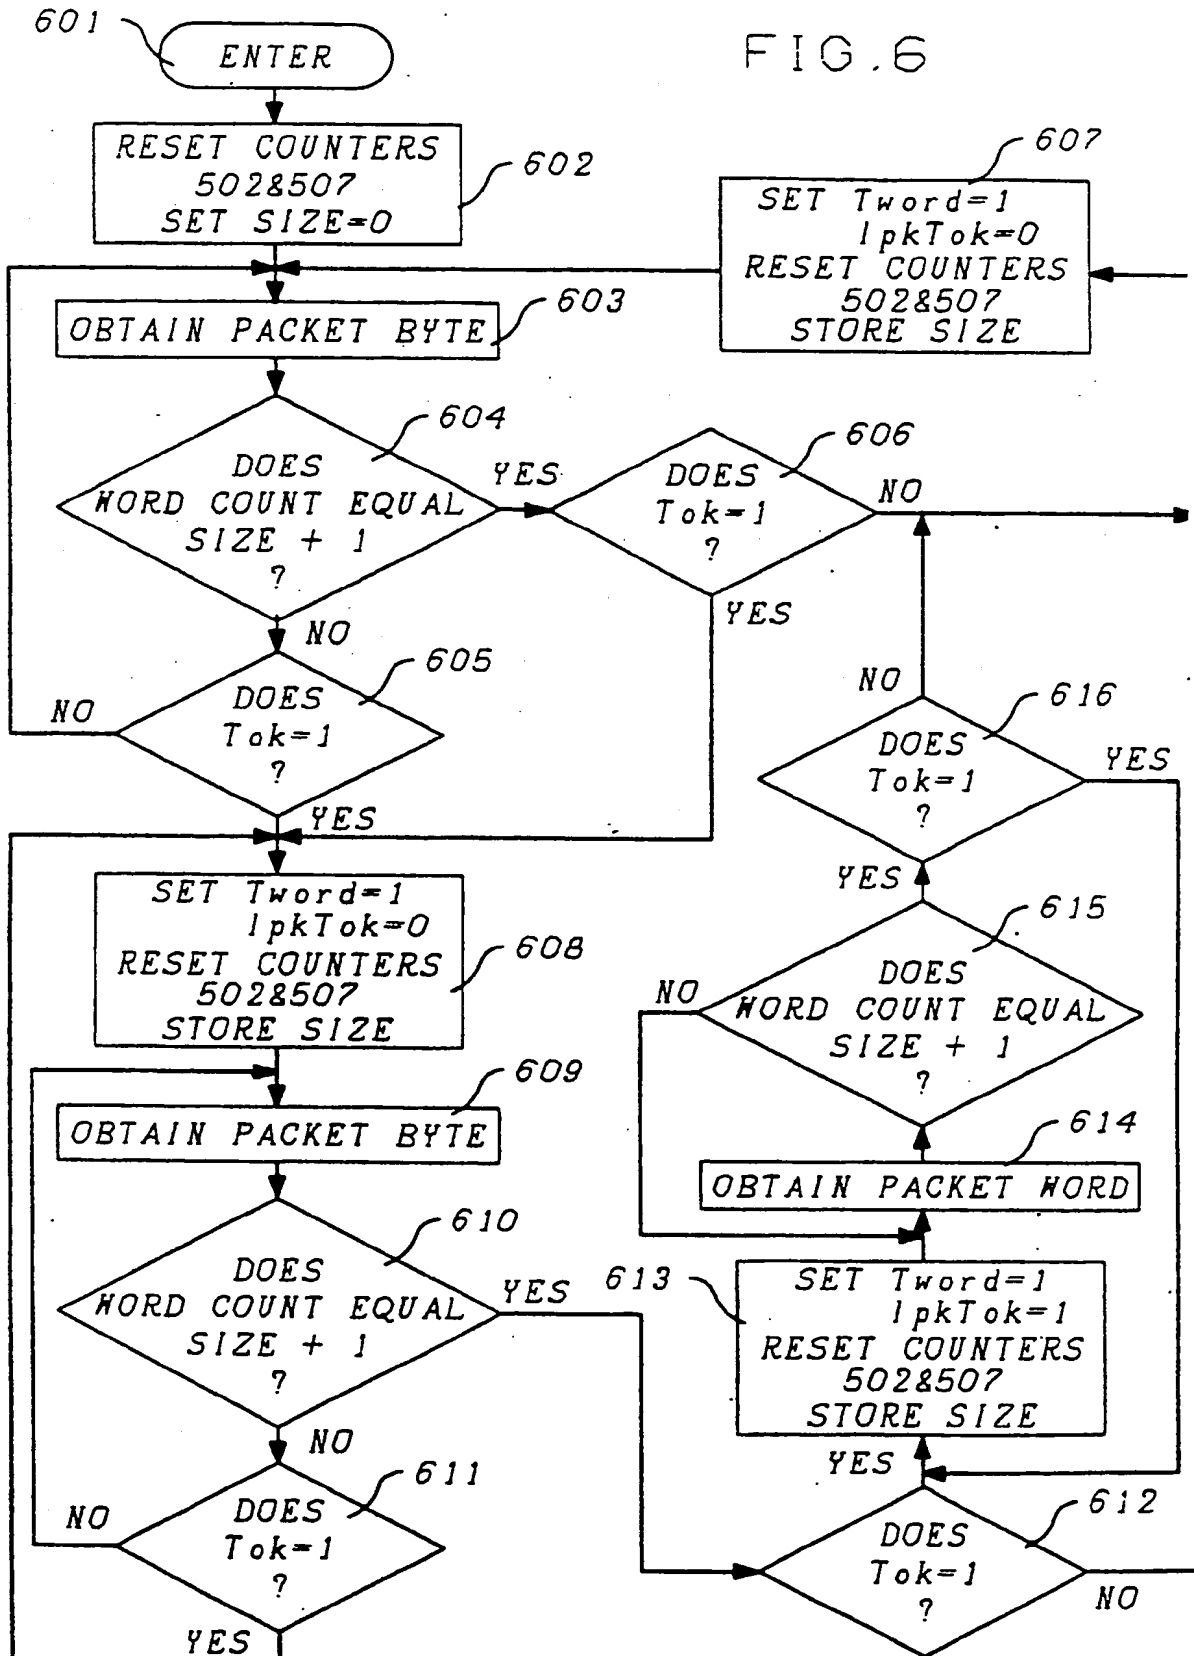 601
ENTER
FIG.6
RESET COUNTERS
502&507
SET SIZE=0
602
607
SET Tword=1
lpkTok=0
RESET COUNTERS
502&507
STORE SIZE
603
OBTAIN PACKET BYTE
604
DOES
WORD COUNT EQUAL
SIZE + 1
?
YES
606
DOES
Tok=1
?
NO
YES
NO
605
DOES
Tok=1
?
NO
YES
616
DOES
Tok=1
?
NO
YES
YES
SET Tword=1
lpkTok=0
RESET COUNTERS
502&507
STORE SIZE
608
615
DOES
WORD COUNT EQUAL
SIZE + 1
?
NO
609
OBTAIN PACKET BYTE
614
OBTAIN PACKET WORD
610
DOES
WORD COUNT EQUAL
SIZE + 1
?
YES
NO
613
SET Tword=1
lpkTok=1
RESET COUNTERS
502&507
STORE SIZE
YES
611
DOES
Tok=1
?
NO
YES
612
DOES
Tok=1
?
NO